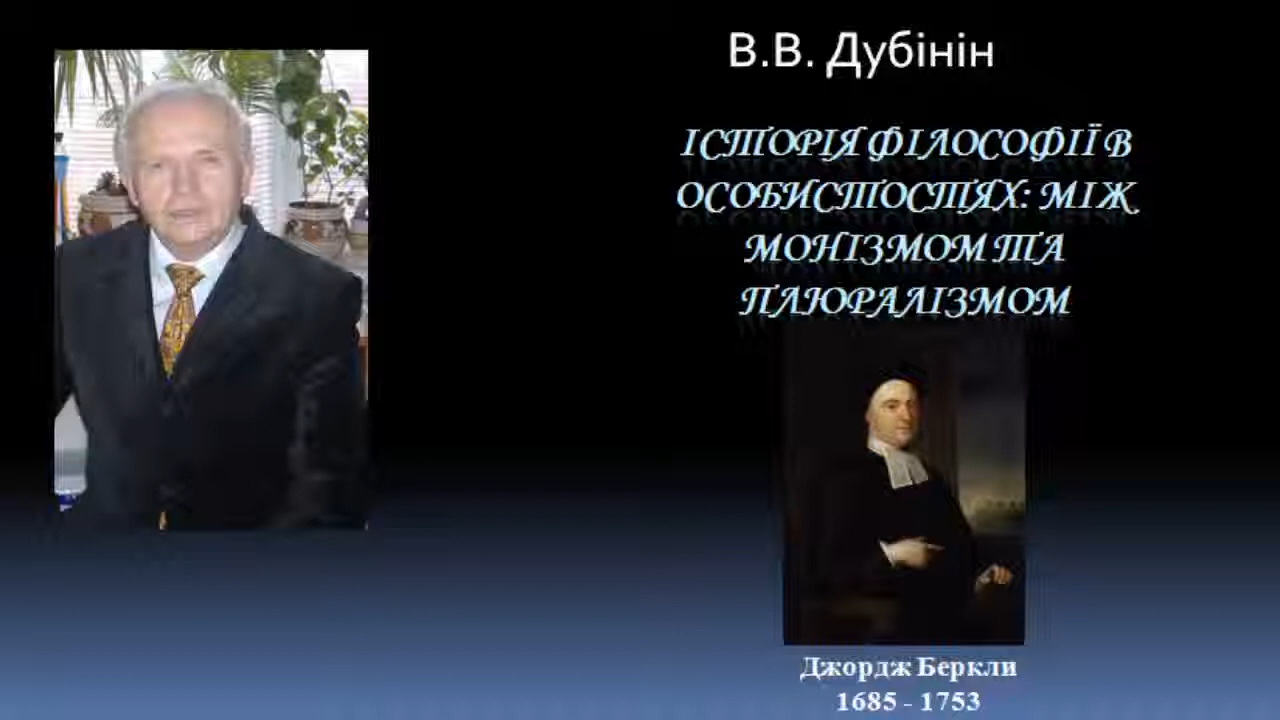 В.В. Дубінін
ІСТОРІЯ ФІЛОСОФІЇ В
ОСОБИСТОСТЯХ: МІЖ
МОНІЗМОМ ТА
ПЛЮРАЛІЗМОМ
Джордж Беркли
1685 - 1753